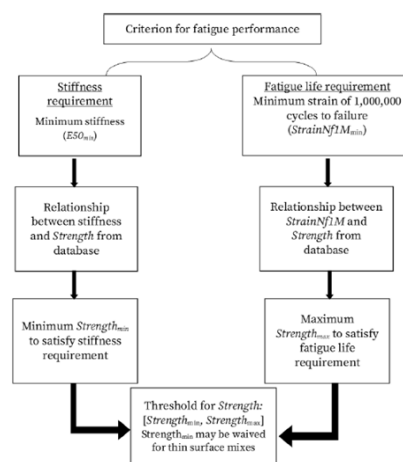 Criterion for fatigue performance
Stiffness
requirement
Minimum stiffness
(E50min)
Fatigue life requirement
Minimum strain of 1,000,000
cycles to failure
(StrainNf1Mmin)
Relationship
between stiffness
and Strength from
database
Relationship between
StrainNf1M and
Strength from
database
Minimum Strengthmin
to satisfy stiffness
requirement
Maximum
Strengthmax to satisfy
fatigue life
requirement
Threshold for Strength:
[Strengthmin, Strengthmax]
Strengthmin may be waived
for thin surface mixes